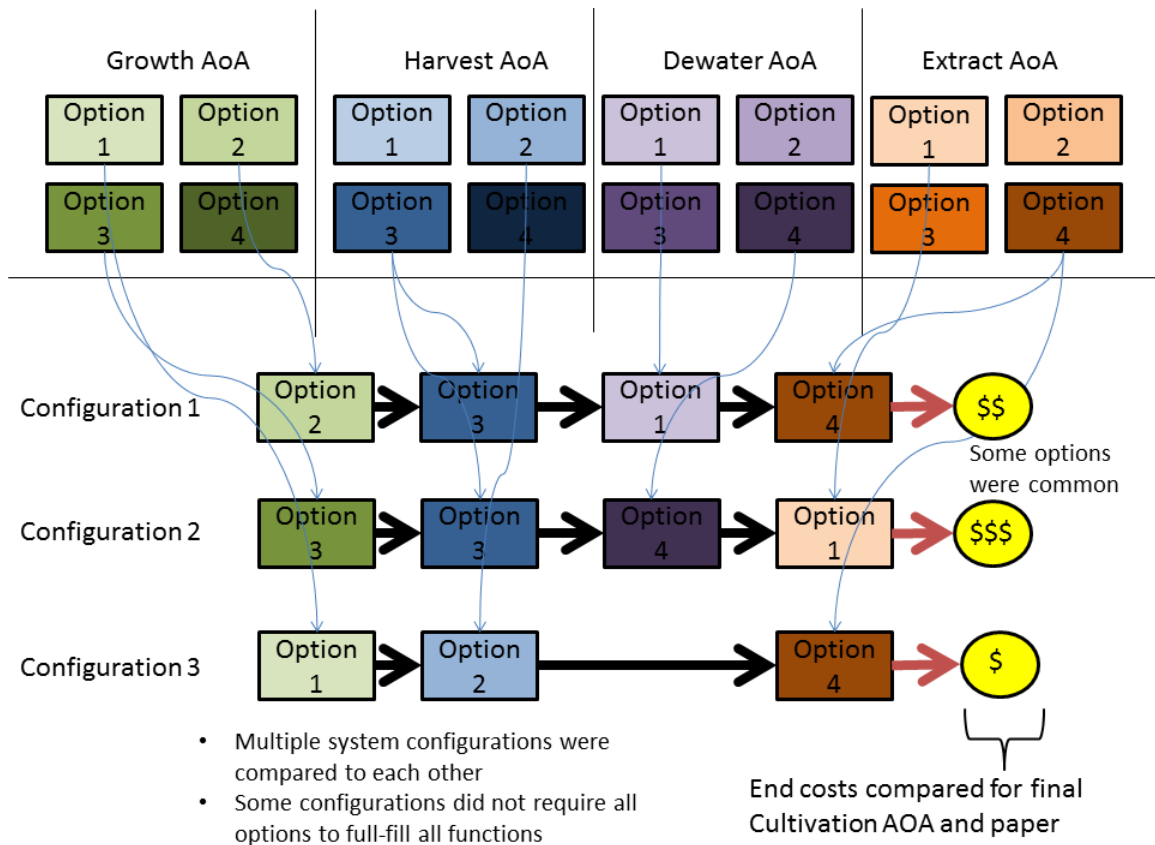 Growth AoA
Harvest AoA
Dewater AoA
Extract AoA
Option
1
Option
2
Option
1
Option
2
Option
1
Option
2
Option
1
Option
2
Option
3
Option
4
Option
3
Option
4
Option
3
Option
4
Option
3
Option
4
Configuration 1
Option
2
Option
3
Option
1
Option
4
$$
Some options
were common
Configuration 2
Option
3
Option
3
Option
4
Option
1
$$$
Configuration 3
Option
1
Option
2
Option
4
$
• Multiple system configurations were
compared to each other
• Some configurations did not require all
options to full-fill all functions
End costs compared for final
Cultivation AOA and paper